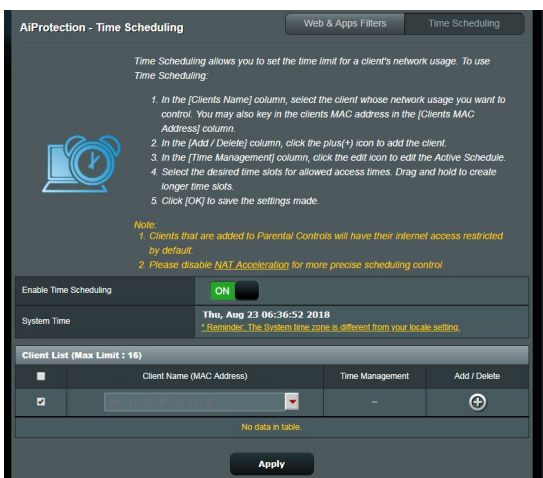 AiProtection - Time Scheduling
Web & Apps Filters
Time Scheduling
Time Scheduling allows you to set the time limit for a client's network usage. To use
Time Scheduling:
1. In the [Clients Name] column, select the client whose network usage you want to
control. You may also key in the clients MAC address in the [Clients MAC
Address] column.
2. In the [Add / Delete] column, click the plus(+) icon to add the client.
3. In the [Time Management] column, click the edit icon to edit the Active Schedule.
4. Select the desired time slots for allowed access times. Drag and hold to create
longer time slots.
5. Click [OK] to save the settings made.
Note:
1. Clients that are added to Parental Controls will have their internet access restricted
by default.
2. Please disable NAT Acceleration for more precise scheduling control.
Enable Time Scheduling
ON
System Time
Thu, Aug 23 06:36:52 2018
* Reminder: The System time zone is different from your locale setting.
Client List (Max Limit : 16)
Client Name (MAC Address)
Time Management
Add / Delete
–
No data in table.
Apply